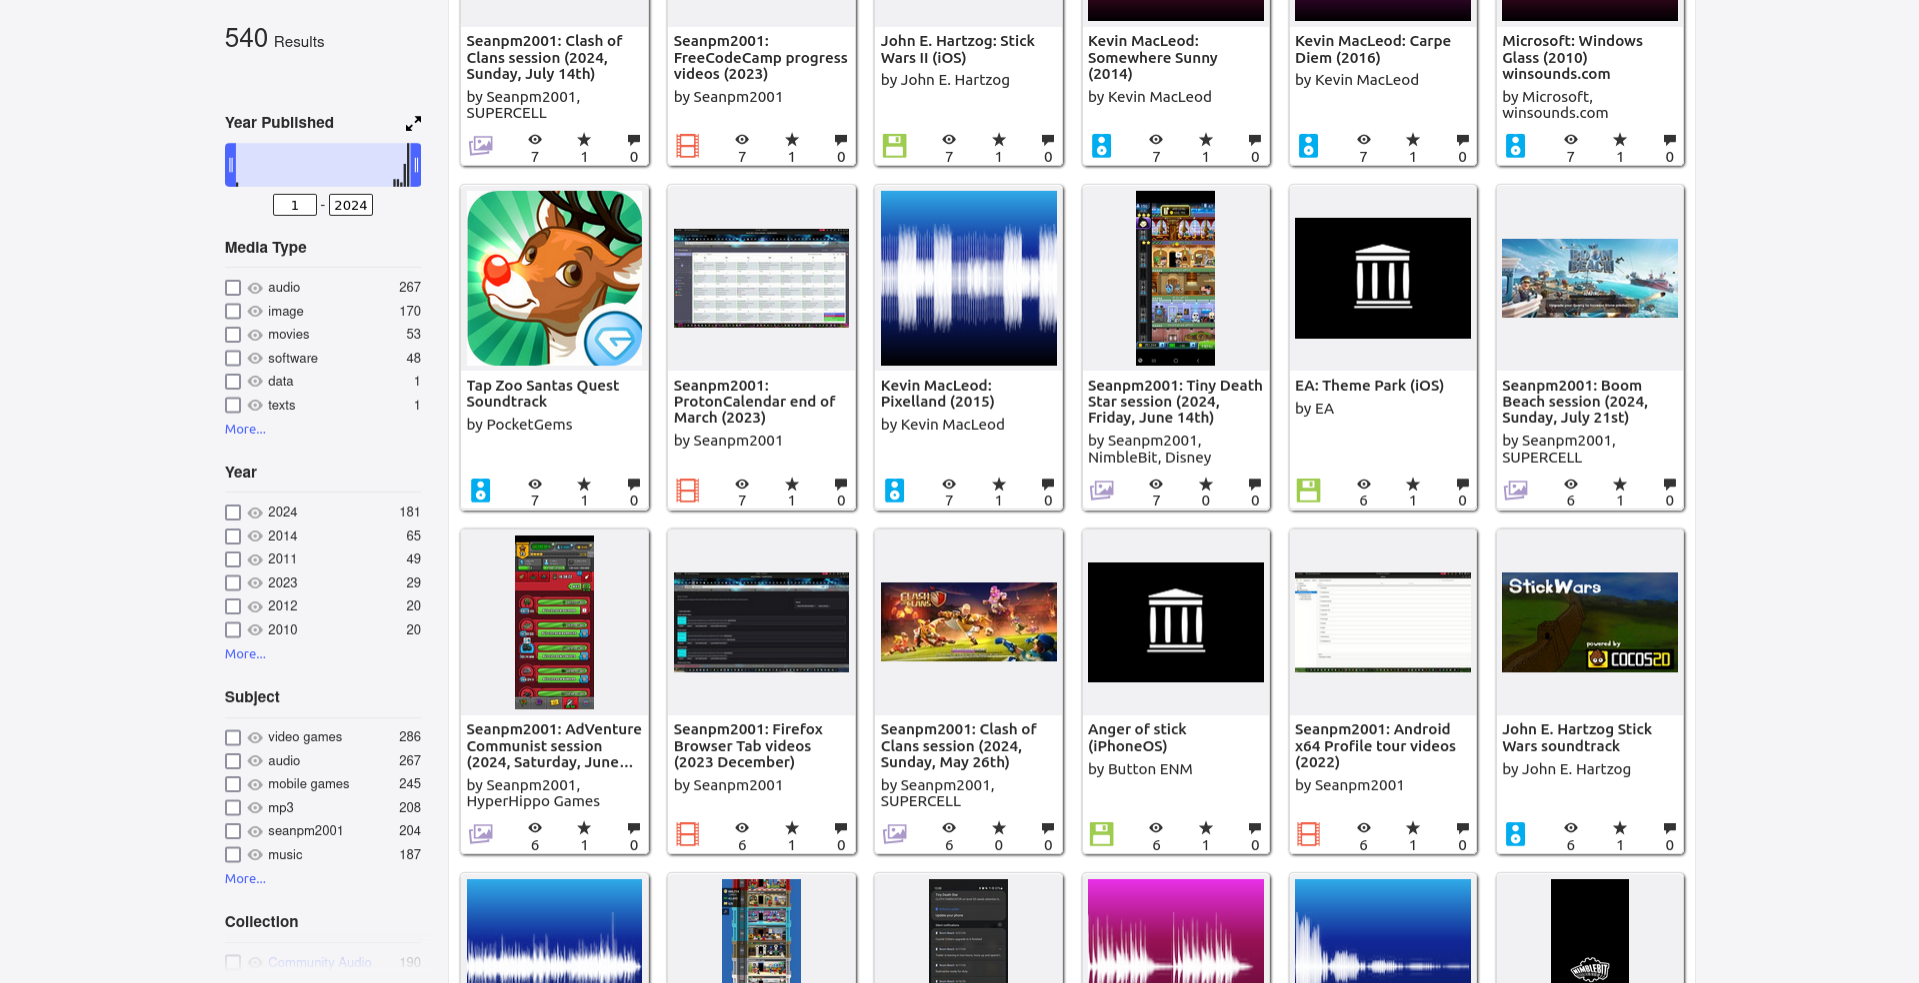 540 Results
Year Published
1 - 2024
Media Type
audio 267
image 170
movies 53
software 48
data 1
texts 1
More...
Year
2024 181
2014 65
2011 49
2023 29
2012 20
2010 20
More...
Subject
video games 286
audio 267
mobile games 245
mp3 208
seanpm2001 204
music 187
More...
Collection
Community Audio 190
Seanpm2001: Clash of
Clans session (2024,
Sunday, July 14th)
by Seanpm2001,
SUPERCELL
7 1 0
Seanpm2001:
FreeCodeCamp progress
videos (2023)
by Seanpm2001
7 1 0
John E. Hartzog: Stick
Wars II (iOS)
by John E. Hartzog
7 1 0
Kevin MacLeod:
Somewhere Sunny
(2014)
by Kevin MacLeod
7 1 0
Kevin MacLeod: Carpe
Diem (2016)
by Kevin MacLeod
7 1 0
Microsoft: Windows
Glass (2010)
winsounds.com
by Microsoft,
winsounds.com
7 1 0
Tap Zoo Santas Quest
Soundtrack
by PocketGems
7 1 0
Seanpm2001:
ProtonCalendar end of
March (2023)
by Seanpm2001
7 1 0
Kevin MacLeod:
Pixelland (2015)
by Kevin MacLeod
7 1 0
Seanpm2001: Tiny Death
Star session (2024,
Friday, June 14th)
by Seanpm2001,
NimbleBit, Disney
7 0 0
EA: Theme Park (iOS)
by EA
6 1 0
BOOM
BEACH
Seanpm2001: Boom
Beach session (2024,
Sunday, July 21st)
by Seanpm2001,
SUPERCELL
6 1 0
Seanpm2001: AdVenture
Communist session
(2024, Saturday, June...
by Seanpm2001,
HyperHippo Games
6 1 0
Seanpm2001: Firefox
Browser Tab videos
(2023 December)
by Seanpm2001
6 1 0
CLASH
CLANS
Seanpm2001: Clash of
Clans session (2024,
Sunday, May 26th)
by Seanpm2001,
SUPERCELL
6 0 0
Anger of stick
(iPhoneOS)
by Button ENM
6 1 0
Seanpm2001: Android
x64 Profile tour videos
(2022)
by Seanpm2001
6 1 0
StickWars
powered by
COCOS2D
John E. Hartzog Stick
Wars soundtrack
by John E. Hartzog
6 1 0
NIMBLEBIT